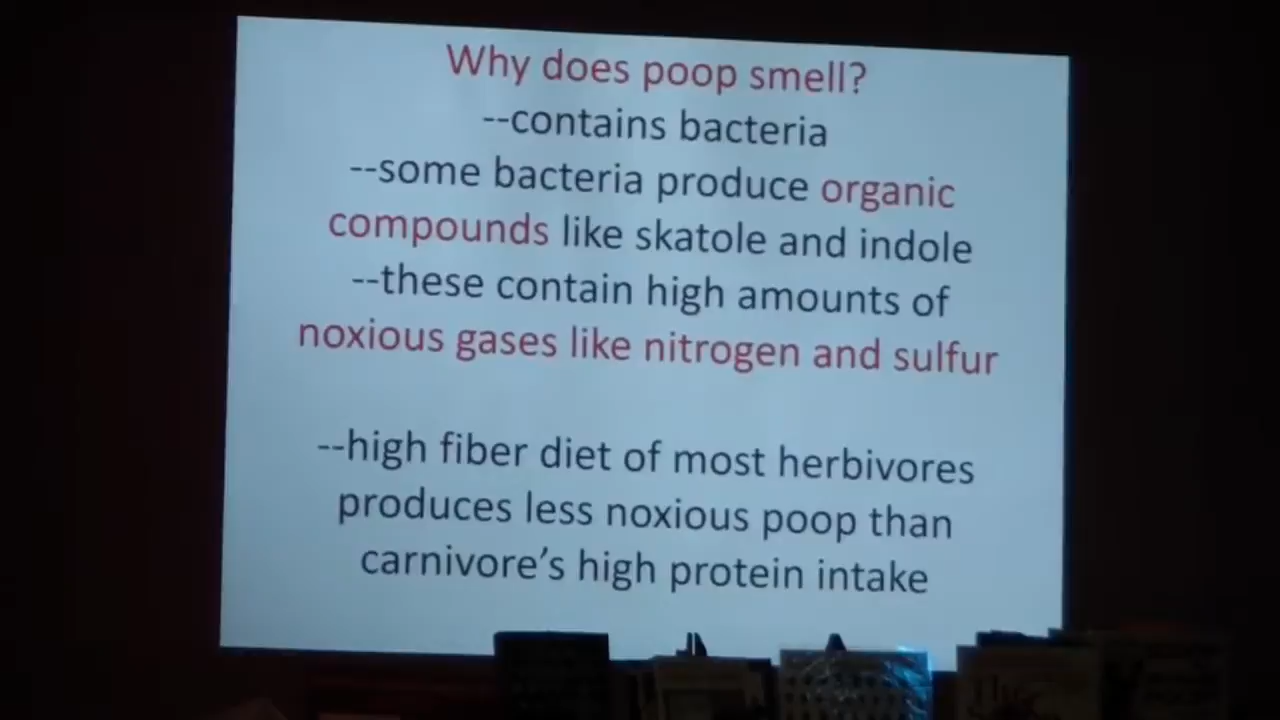 Why does poop smell?
--contains bacteria
--some bacteria produce organic
compounds like skatole and indole
--these contain high amounts of
noxious gases like nitrogen and sulfur
--high fiber diet of most herbivores
produces less noxious poop than
carnivore's high protein intake